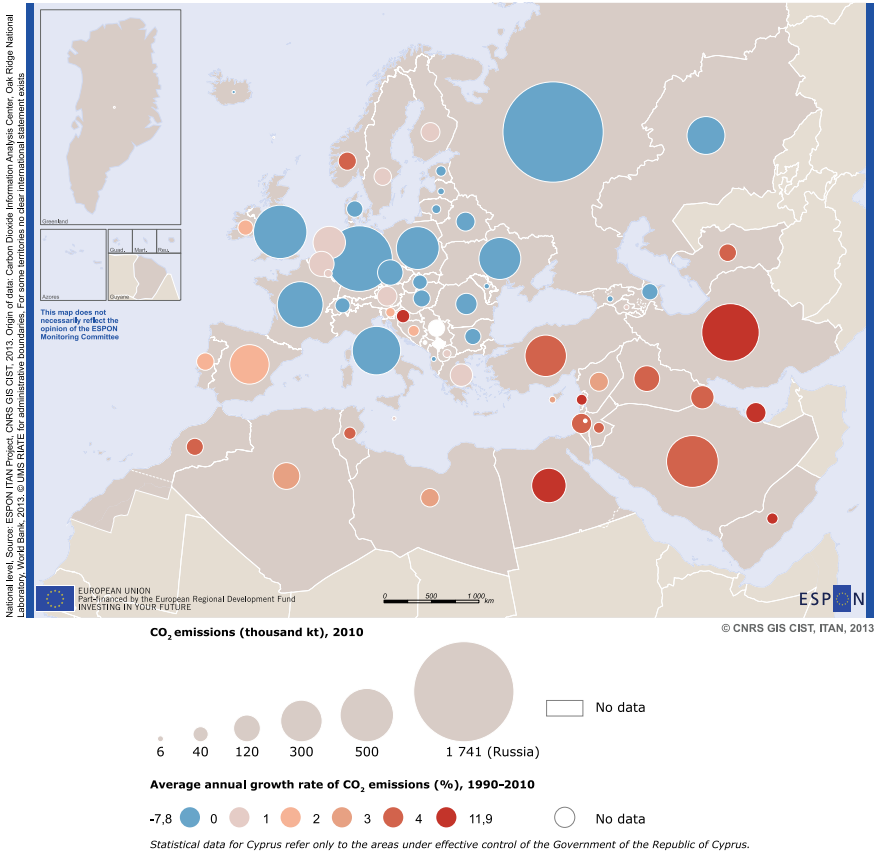 National level, Source: ESPON ITAN Project, CNRS GIS CIST, 2013. Origin of data: Carbon Dioxide Information Analysis Center, Oak Ridge National
Laboratory, World Bank, 2013. © UMS RIATE for administrative boundaries. For some territories no clear international statement exists
Greenland
Azores
Guad.
Mart.
Reu.
Guyane
This map does not
necessarily reflect the
opinion of the ESPON
Monitoring Committee
EUROPEAN UNION
Part-financed by the European Regional Development Fund
INVESTING IN YOUR FUTURE
0 500 1 000
km
ESPON
© CNRS GIS CIST, ITAN, 2013
CO2 emissions (thousand kt), 2010
6 40 120 300 500 1 741 (Russia)
No data
Average annual growth rate of CO2 emissions (%), 1990-2010
-7,8 0 1 2 3 4 11,9 No data
Statistical data for Cyprus refer only to the areas under effective control of the Government of the Republic of Cyprus.